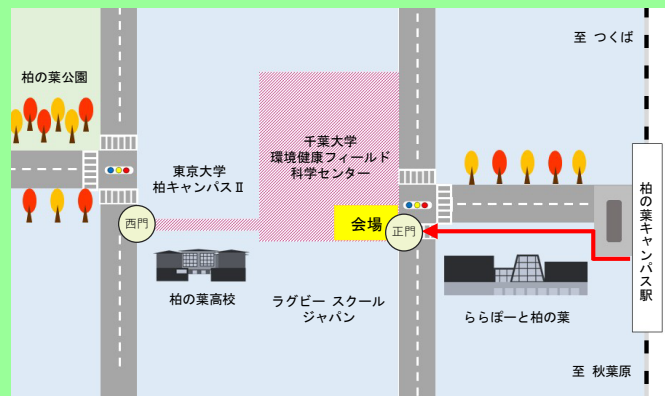 至 つくば
柏の葉公園
千葉大学
環境健康フィールド
科学センター
東京大学
柏キャンパスⅡ
柏の葉キャンパス駅
西門
会場
正門
柏の葉高校
ラグビー スクール
ジャパン
ららぽーと柏の葉
至 秋葉原